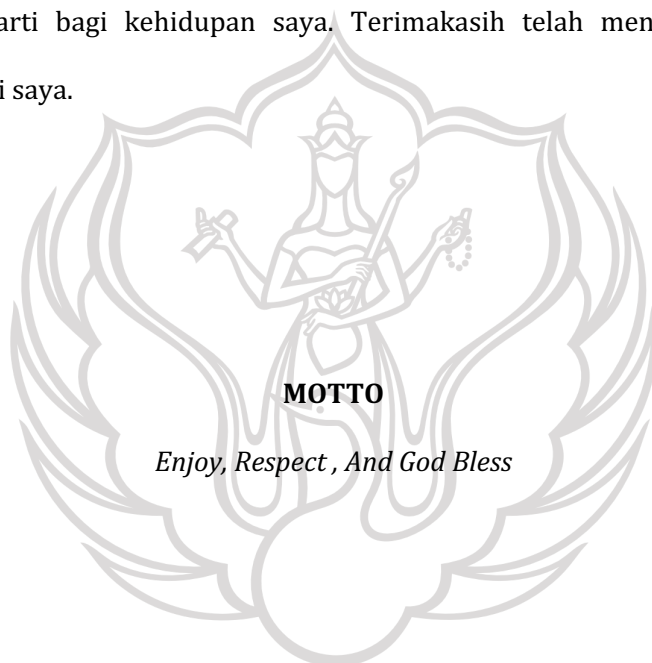 arti bagi kehidupan saya. Terimakasih telah men
i saya.
MOTTO
Enjoy, Respect , And God Bless